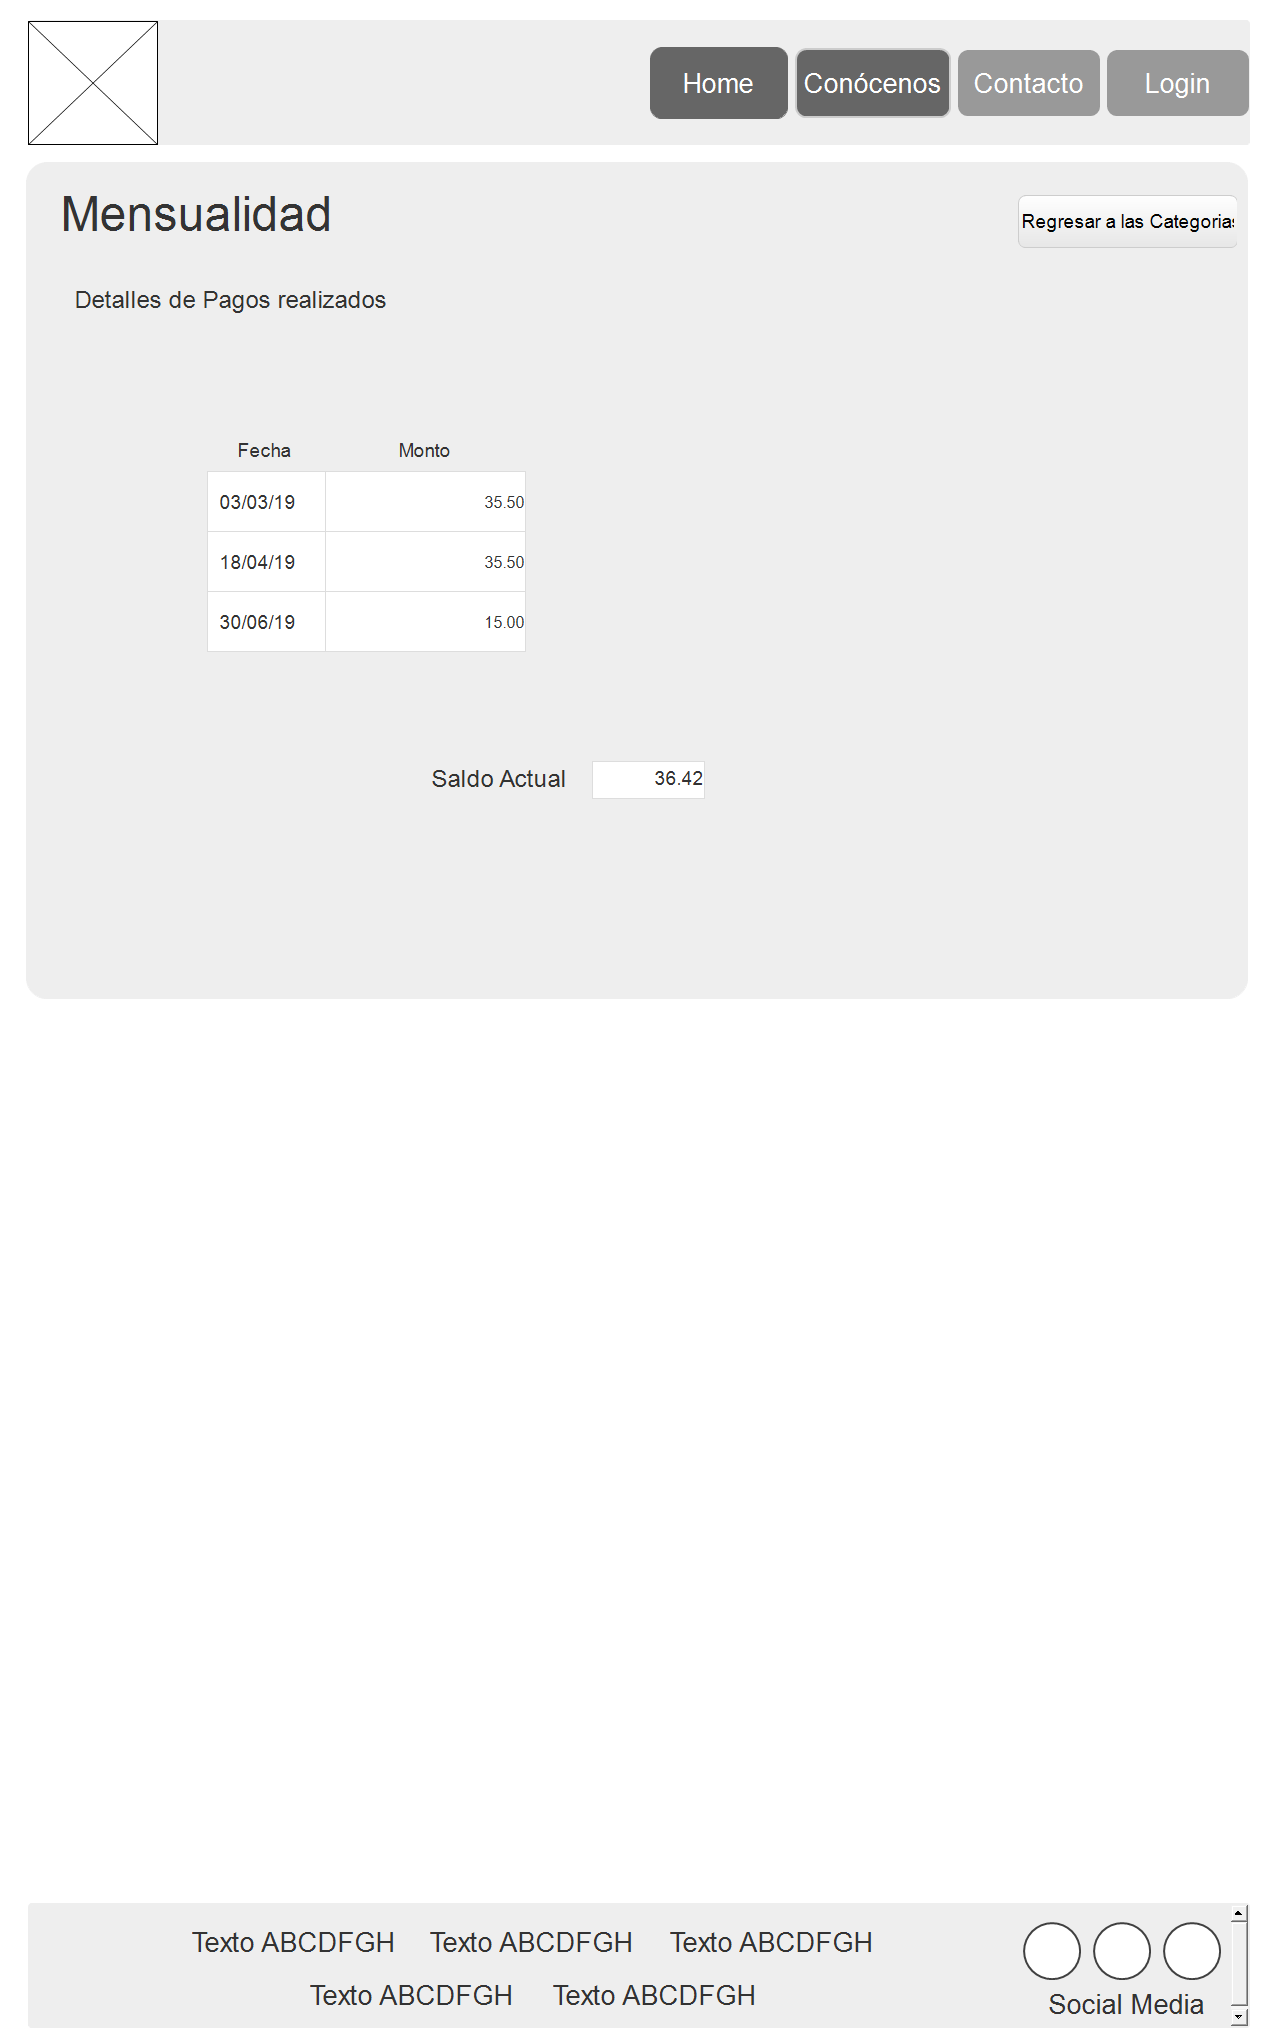 Home Conócenos Contacto Login
Mensualidad
Regresar a las Categorias
Detalles de Pagos realizados
Fecha Monto
03/03/19 35.50
18/04/19 35.50
30/06/19 15.00
Saldo Actual 36.42
Texto ABCDFGH Texto ABCDFGH Texto ABCDFGH
Texto ABCDFGH Texto ABCDFGH
Social Media